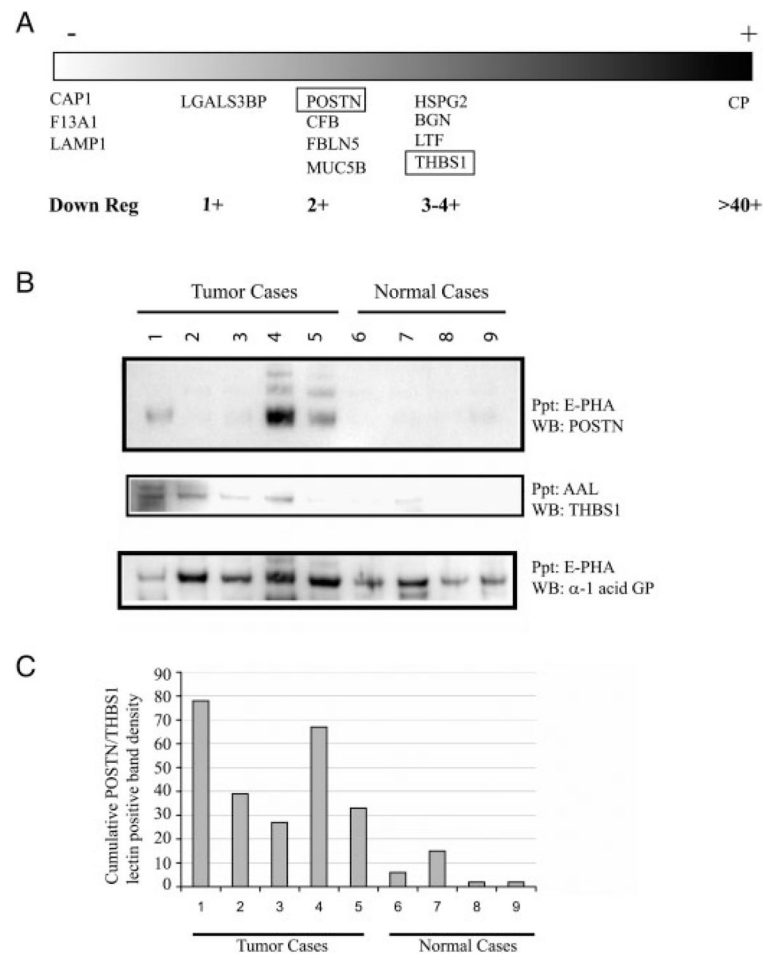 A
- +
CAP1 LGALS3BP POSTN HSPG2 CP
F13A1 CFB BGN
LAMP1 FBLN5 LTF
MUC5B THBS1
Down Reg 1+ 2+ 3-4+ >40+
B
Tumor Cases Normal Cases
1 2 3 4 5 6 7 8 9
Ppt: E-PHA
WB: POSTN
Ppt: AAL
WB: THBS1
Ppt: E-PHA
WB: α-1 acid GP
C
Cumulative POSTN/THBS1
lectin positive band density
90
80
70
60
50
40
30
20
10
0
1 2 3 4 5 6 7 8 9
Tumor Cases Normal Cases